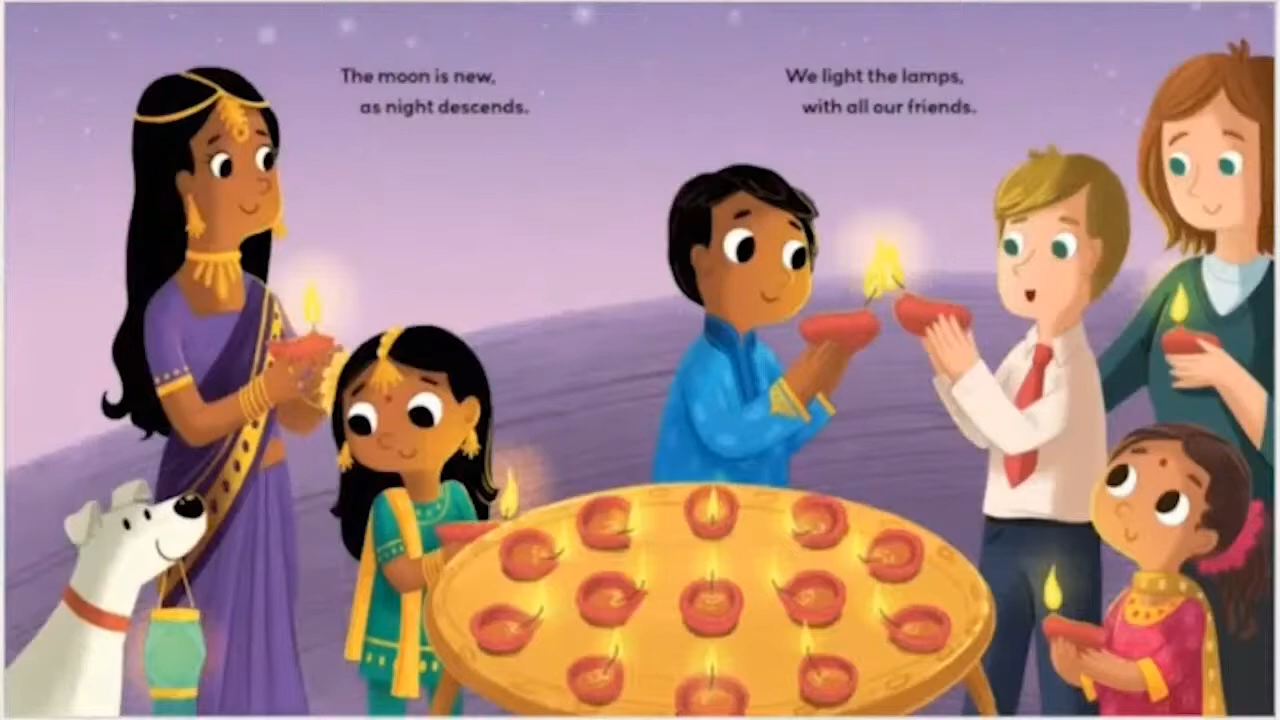 The moon is new,
as night descends.
We light the lamps,
with all our friends.